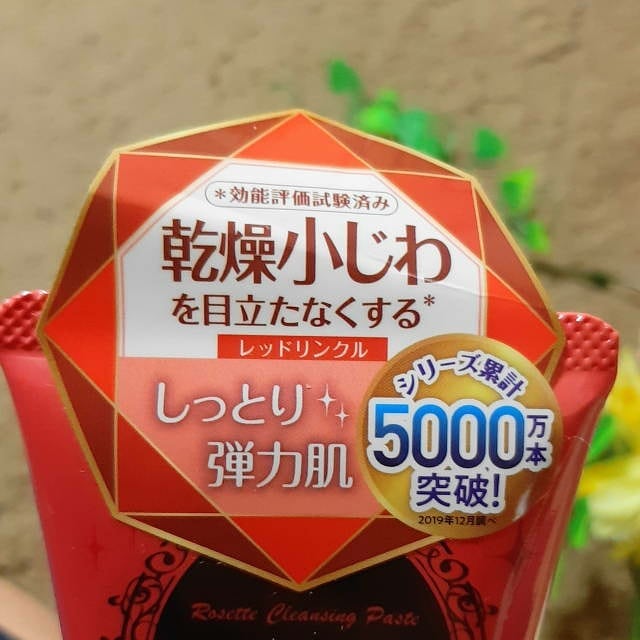 *効能評価試験済み
乾燥小じわ
を目立たなくする*
レッドリンクル
しっとり
弾力肌
シリーズ累計
5000万本
突破!
2019年12月調べ
Rosette Cleansing Paste